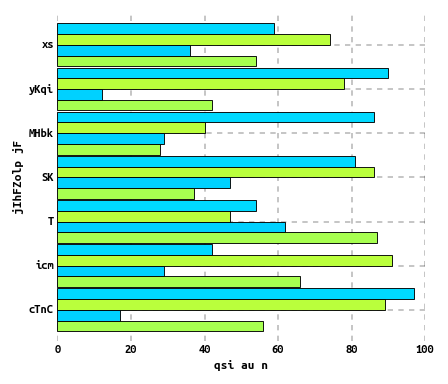 xs
yKqi
MHbk
SK
T
icm
cTnC
jIhFZolp jF
0 20 40 60 80 100
qsi au n